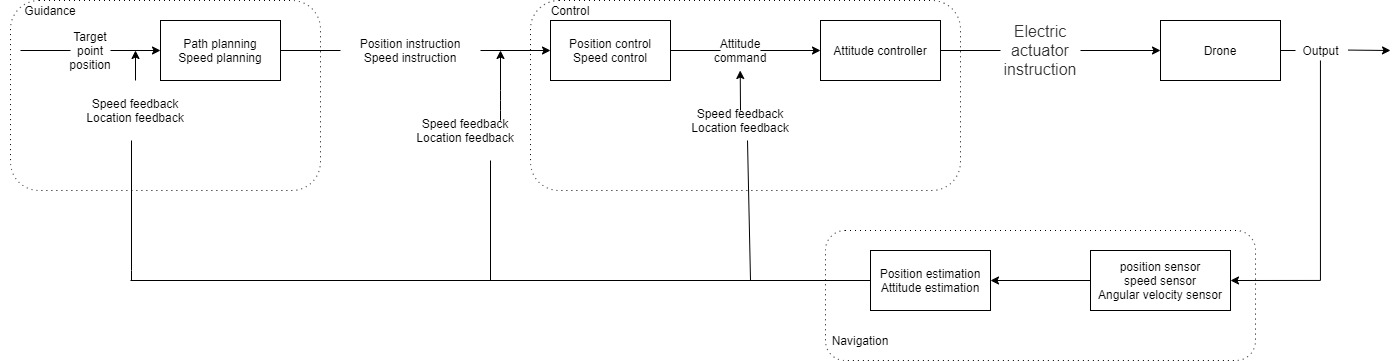 Guidance
Target
point
position
Path planning
Speed planning
Speed feedback
Location feedback
Position instruction
Speed instruction
Speed feedback
Location feedback
Control
Position control
Speed control
Attitude
command
Speed feedback
Location feedback
Attitude controller
Electric
actuator
instruction
Drone
Output
Position estimation
Attitude estimation
position sensor
speed sensor
Angular velocity sensor
Navigation